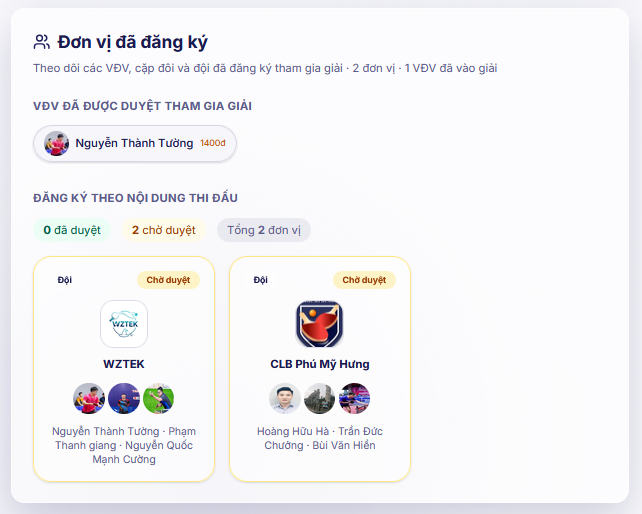 Đơn vị đã đăng ký
Theo dõi các VĐV, cặp đôi và đội đã đăng ký tham gia giải · 2 đơn vị · 1 VĐV đã vào giải
VĐV ĐÃ ĐƯỢC DUYỆT THAM GIA GIẢI
Nguyễn Thành Tường 1400đ
ĐĂNG KÝ THEO NỘI DUNG THI ĐẤU
0 đã duyệt 2 chờ duyệt Tổng 2 đơn vị
Đội Chờ duyệt
WZTEK
WZTEK
Nguyễn Thành Tường · Phạm
Thanh giang · Nguyễn Quốc
Mạnh Cường
Đội Chờ duyệt
CLB Phú Mỹ Hưng
Hoàng Hữu Hà · Trần Đức
Chưởng · Bùi Văn Hiến